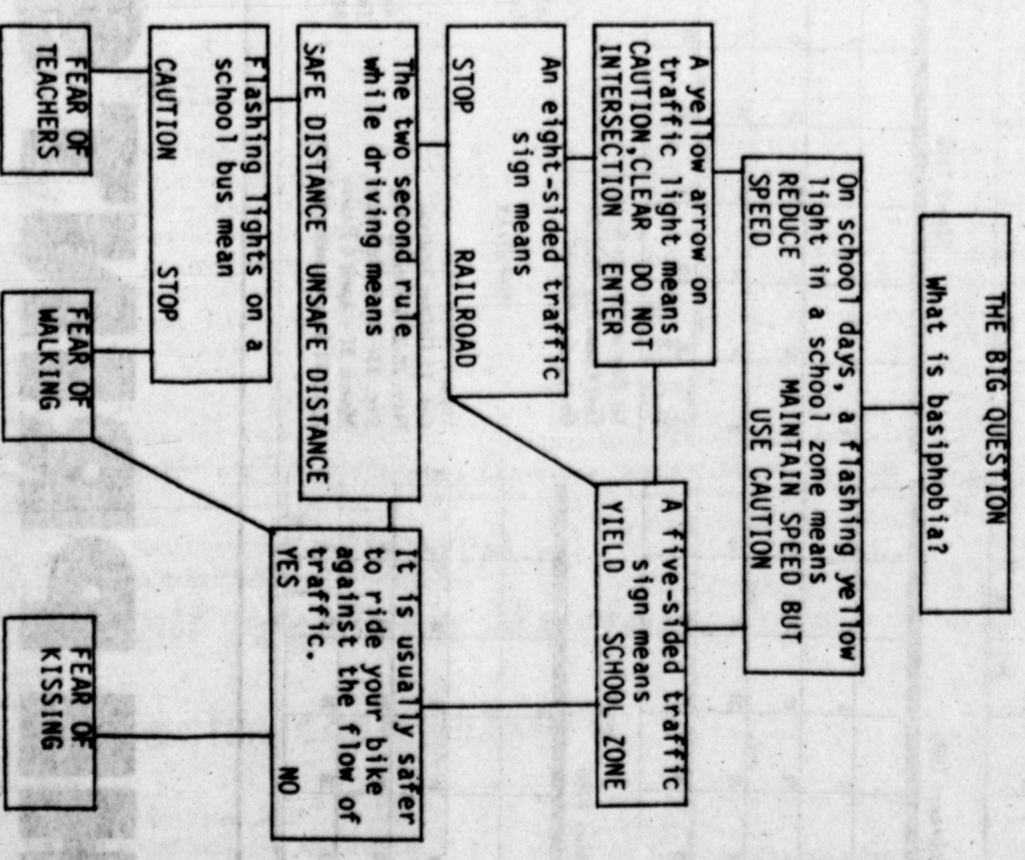 THE BIG QUESTION
What is basiphobia?
On school days, a flashing yellow
light in a school zone means
REDUCE MAINTAIN SPEED BUT
SPEED USE CAUTION
A yellow arrow on
traffic light means
CAUTION,CLEAR DO NOT
INTERSECTION ENTER
A five-sided traffic
sign means
YIELD SCHOOL ZONE
An eight-sided traffic
sign means
STOP RAILROAD
The two second rule
while driving means
SAFE DISTANCE UNSAFE DISTANCE
It is usually safer
to ride your bike
against the flow of
traffic.
YES NO
Flashing lights on a
school bus mean
CAUTION STOP
FEAR OF
TEACHERS
FEAR OF
WALKING
FEAR OF
KISSING